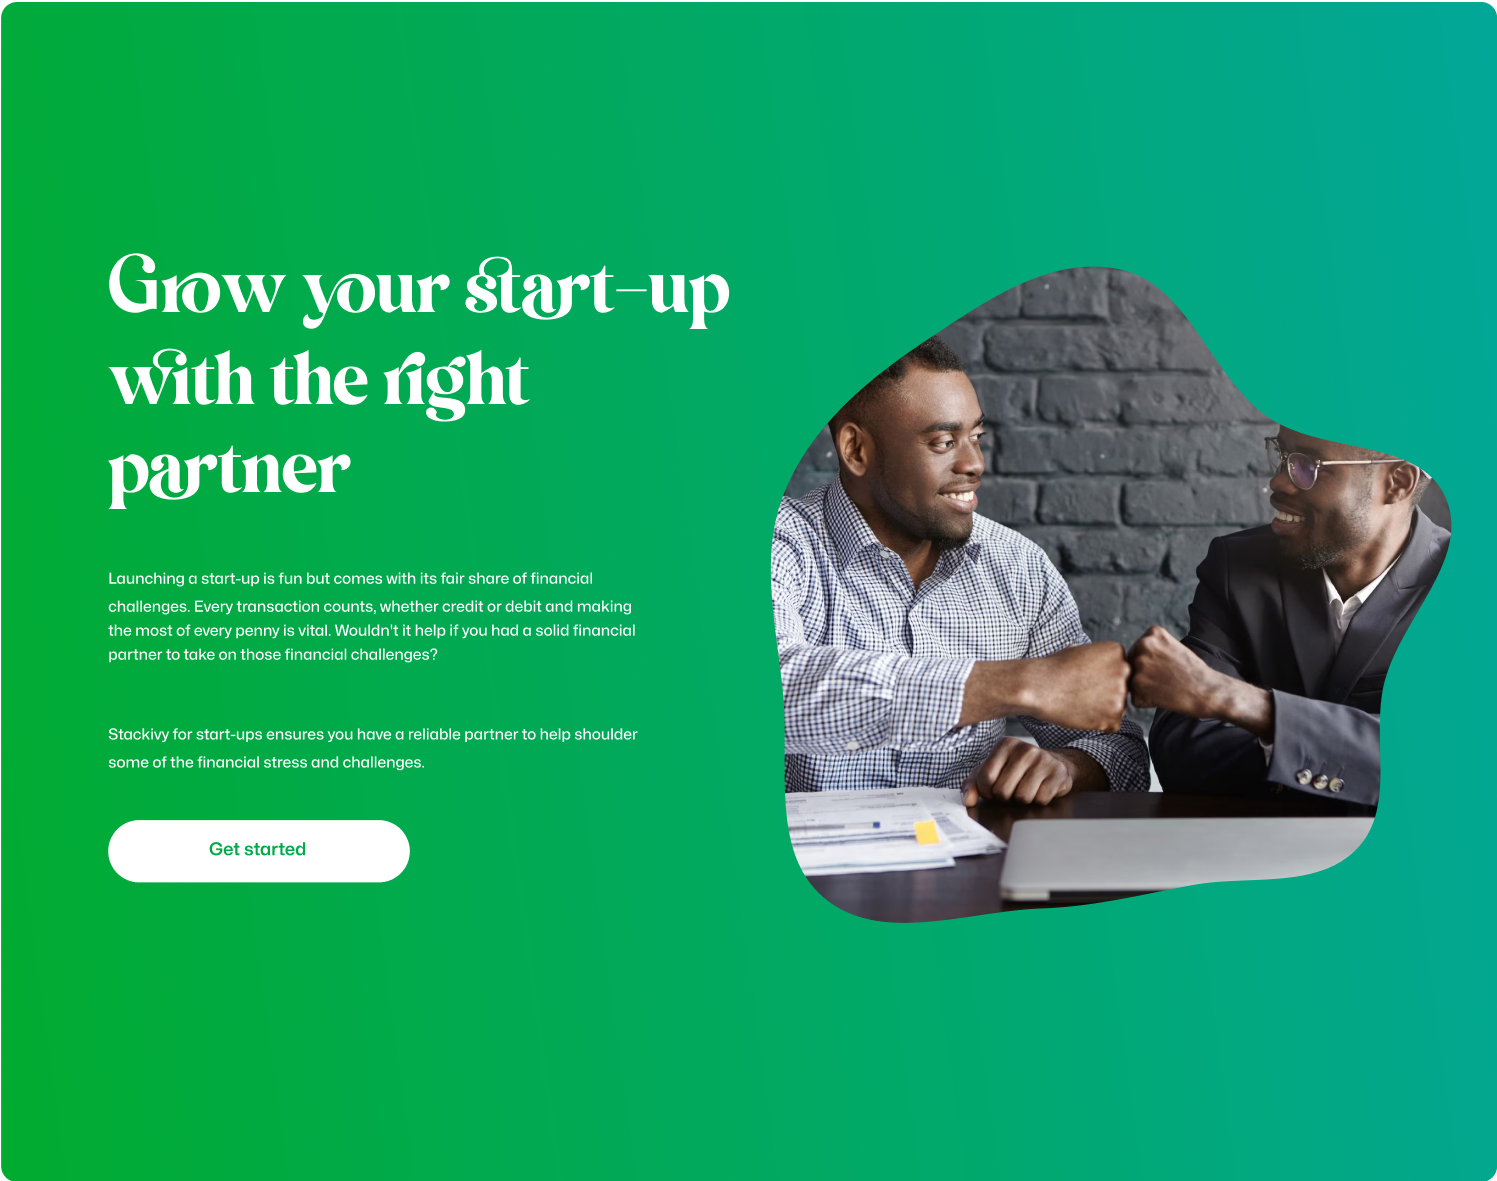 Grow your start-up
with the right
partner
Launching a start-up is fun but comes with its fair share of financial
challenges. Every transaction counts, whether credit or debit and making
the most of every penny is vital. Wouldn't it help if you had a solid financial
partner to take on those financial challenges?
Stackivy for start-ups ensures you have a reliable partner to help shoulder
some of the financial stress and challenges.
Get started